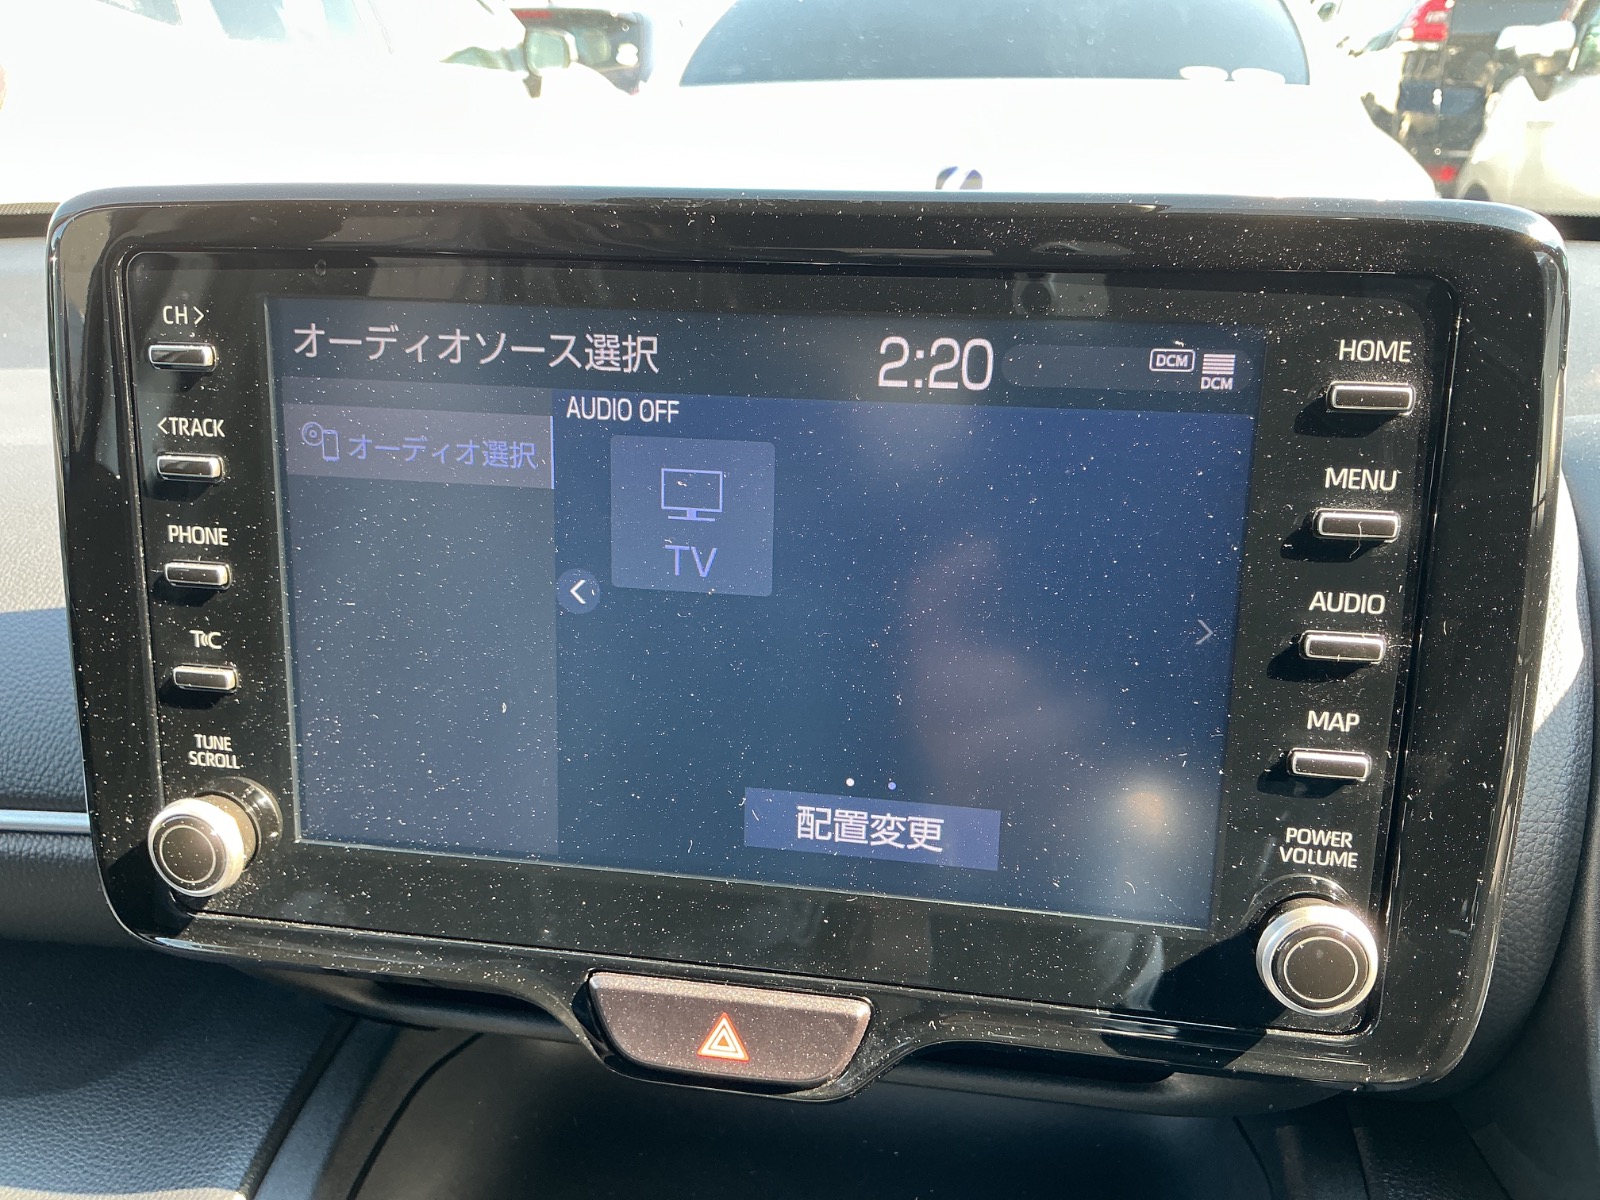 CH>
<TRACK
PHONE
TC
TUNE
SCROLL
オーディオソース選択
2:20
DCM
DCM
オーディオ選択
AUDIO OFF
TV
配置変更
HOME
MENU
AUDIO
MAP
POWER
VOLUME